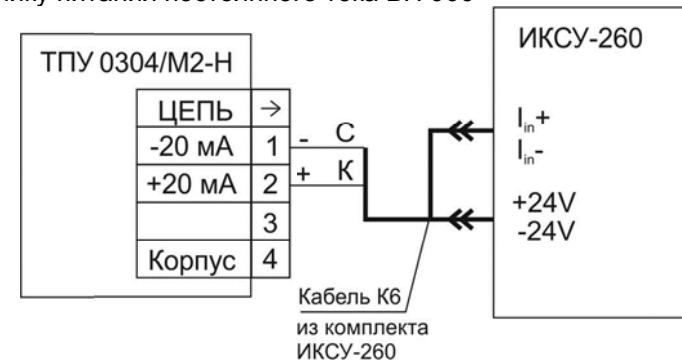 ТПУ 0304/М2-Н
ЦЕПЬ →
-20 мА 1 - С
+20 мА 2 + К
3
Корпус 4
ИКСУ-260
Iin+
Iin-
+24V
-24V
Кабель К6
из комплекта
ИКСУ-260